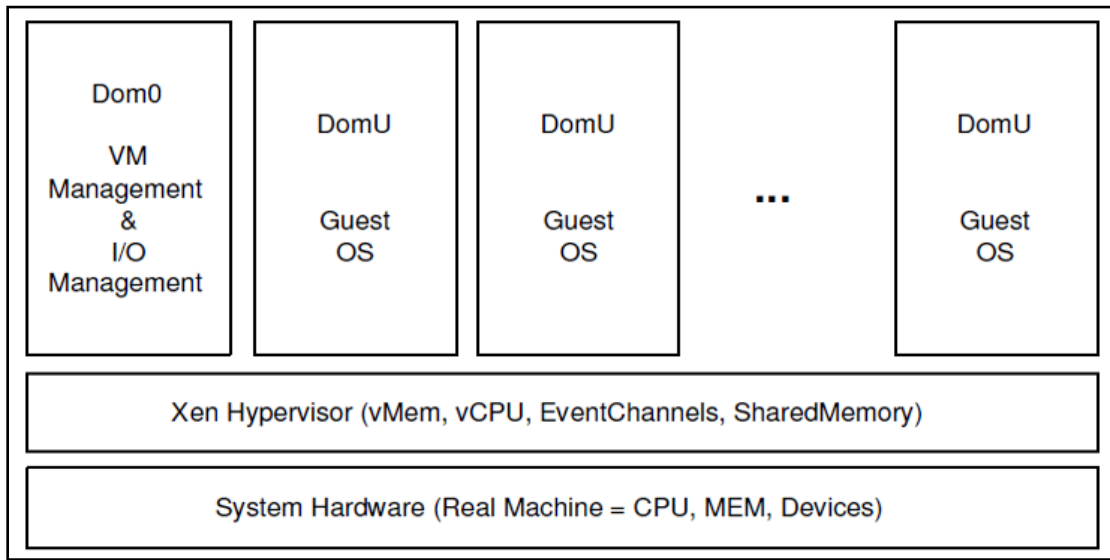 Dom0
VM
Management
&
I/O
Management
DomU
Guest
OS
DomU
Guest
OS
...
DomU
Guest
OS
Xen Hypervisor (vMem, vCPU, EventChannels, SharedMemory)
System Hardware (Real Machine = CPU, MEM, Devices)